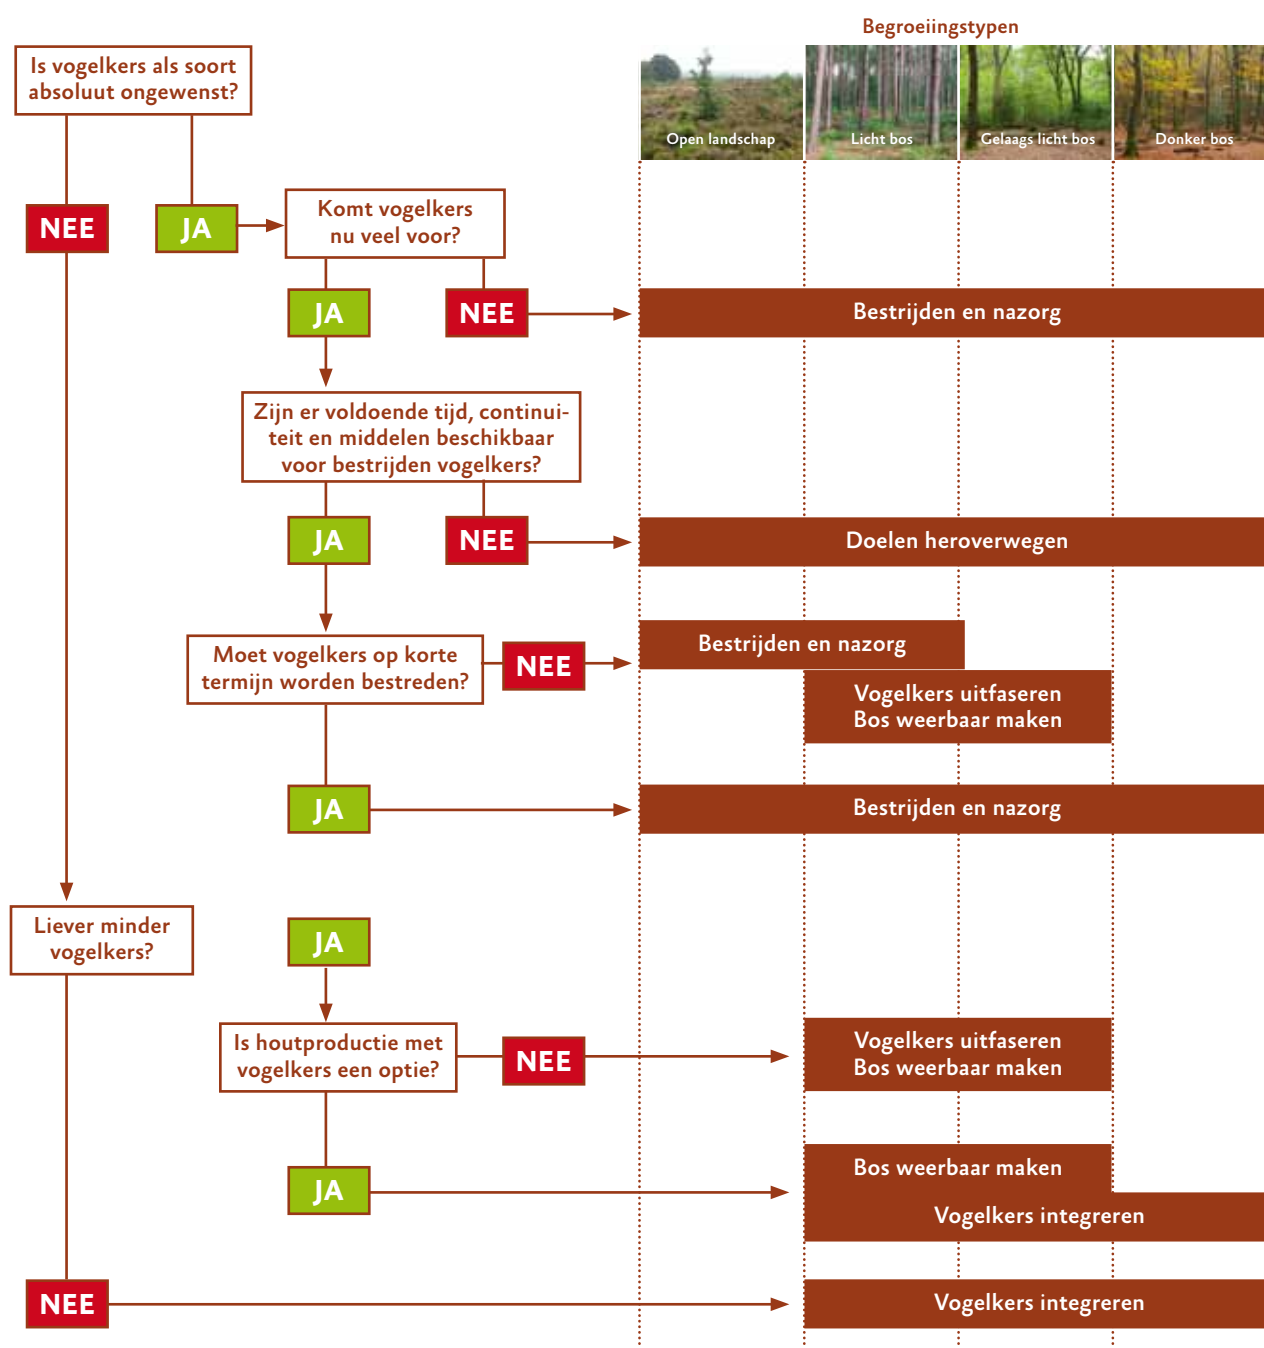 Begroeiingstypen
Is vogelkers als soort
absoluut ongewenst?
Open landschap
Licht bos
Gelaags licht bos
Donker bos
NEE
JA
Komt vogelkers
nu veel voor?
JA
NEE
Bestrijden en nazorg
Zijn er voldoende tijd, continui-
teit en middelen beschikbaar
voor bestrijden vogelkers?
JA
NEE
Doelen heroverwegen
Moet vogelkers op korte
termijn worden bestreden?
NEE
Bestrijden en nazorg
Vogelkers uitfaseren
Bos weerbaar maken
JA
Bestrijden en nazorg
Liever minder
vogelkers?
JA
Is houtproductie met
vogelkers een optie?
NEE
Vogelkers uitfaseren
Bos weerbaar maken
JA
Bos weerbaar maken
Vogelkers integreren
NEE
Vogelkers integreren